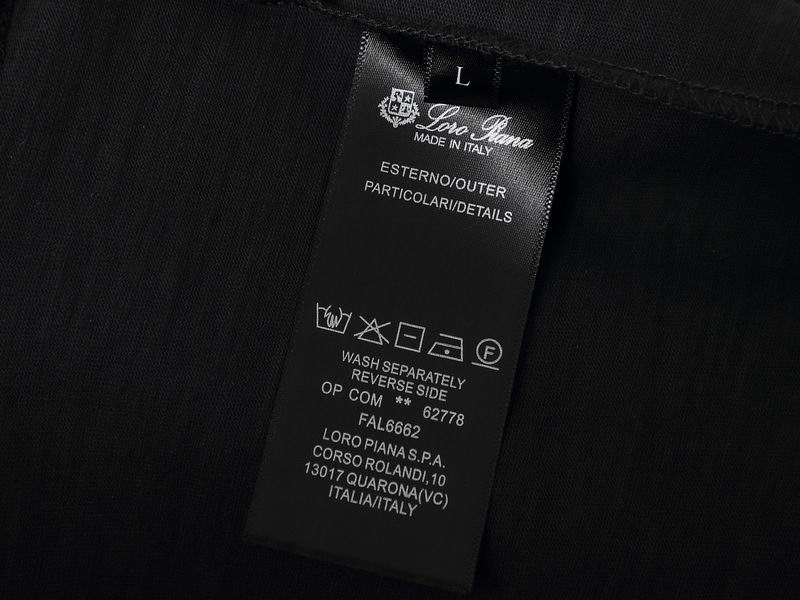 L
Loro Piana
MADE IN ITALY
ESTERNO/OUTER
PARTICOLARI/DETAILS
F
WASH SEPARATELY
REVERSE SIDE
OP COM ** 62778
FAL6662
LORO PIANA S.P.A.
CORSO ROLANDI,10
13017 QUARONA(VC)
ITALIA/ITALY